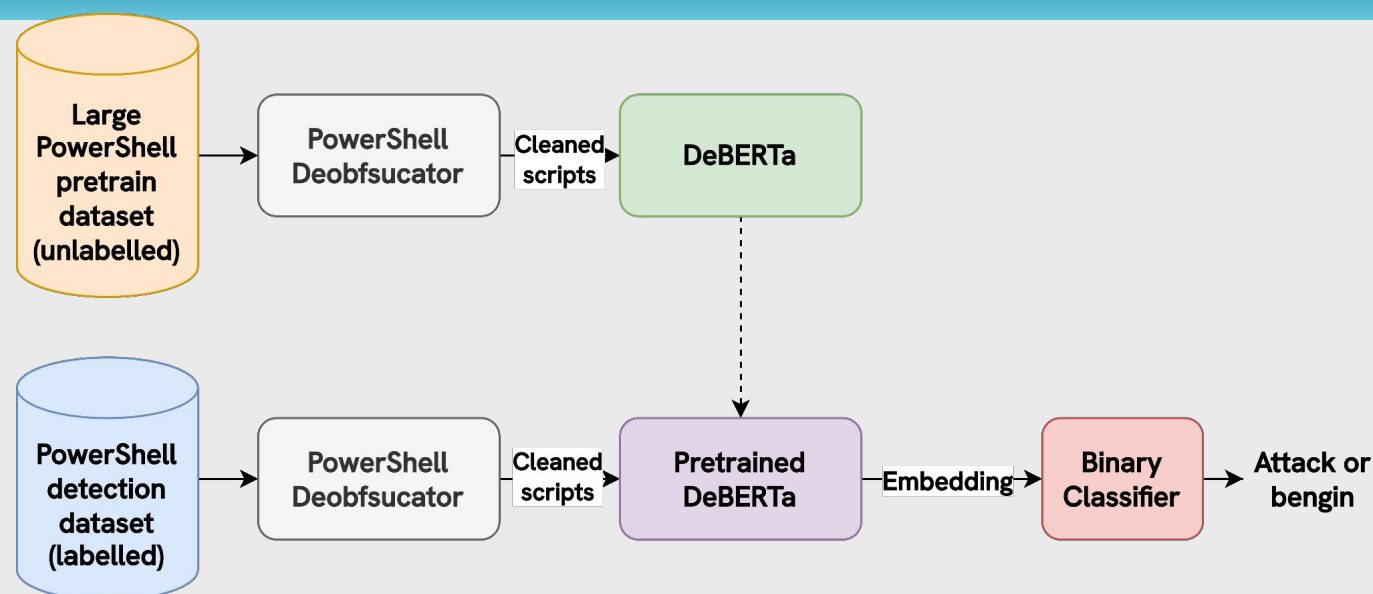 Large
PowerShell
pretrain
dataset
(unlabelled)
PowerShell
Deobfsucator
Cleaned
scripts
DeBERTa
PowerShell
detection
dataset
(labelled)
PowerShell
Deobfsucator
Cleaned
scripts
Pretrained
DeBERTa
Embedding
Binary
Classifier
Attack or
bengin